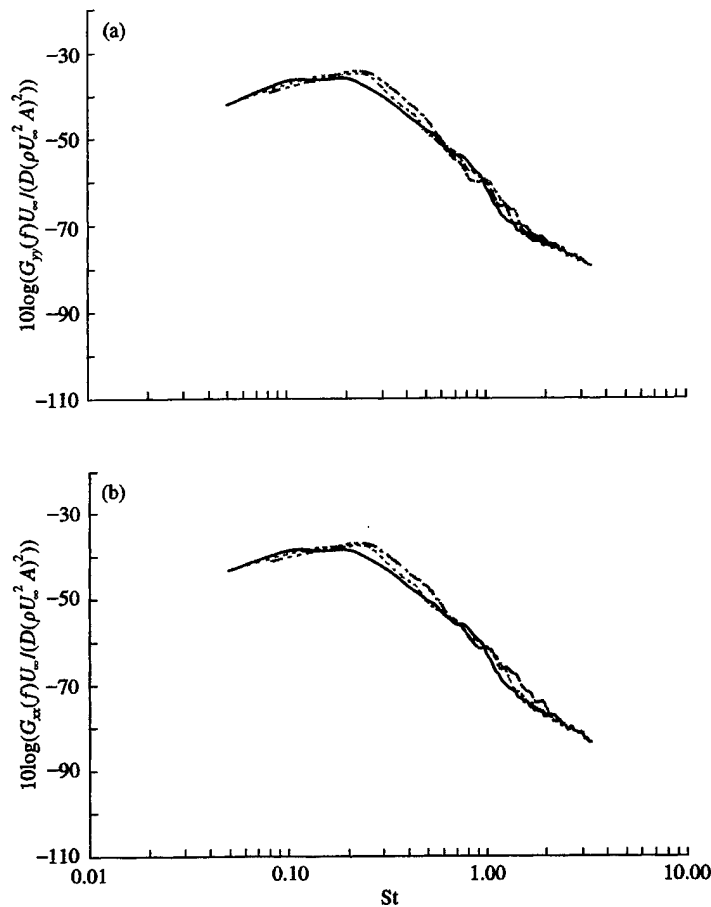 (a)
−30
−50
−70
−90
−110
10log(G_yy(f)U_∞/(D(ρU_∞^2 A)^2))
(b)
−30
−50
−70
−90
−110
10log(G_xx(f)U_∞/(D(ρU_∞^2 A)^2))
0.01 0.10 1.00 10.00
St